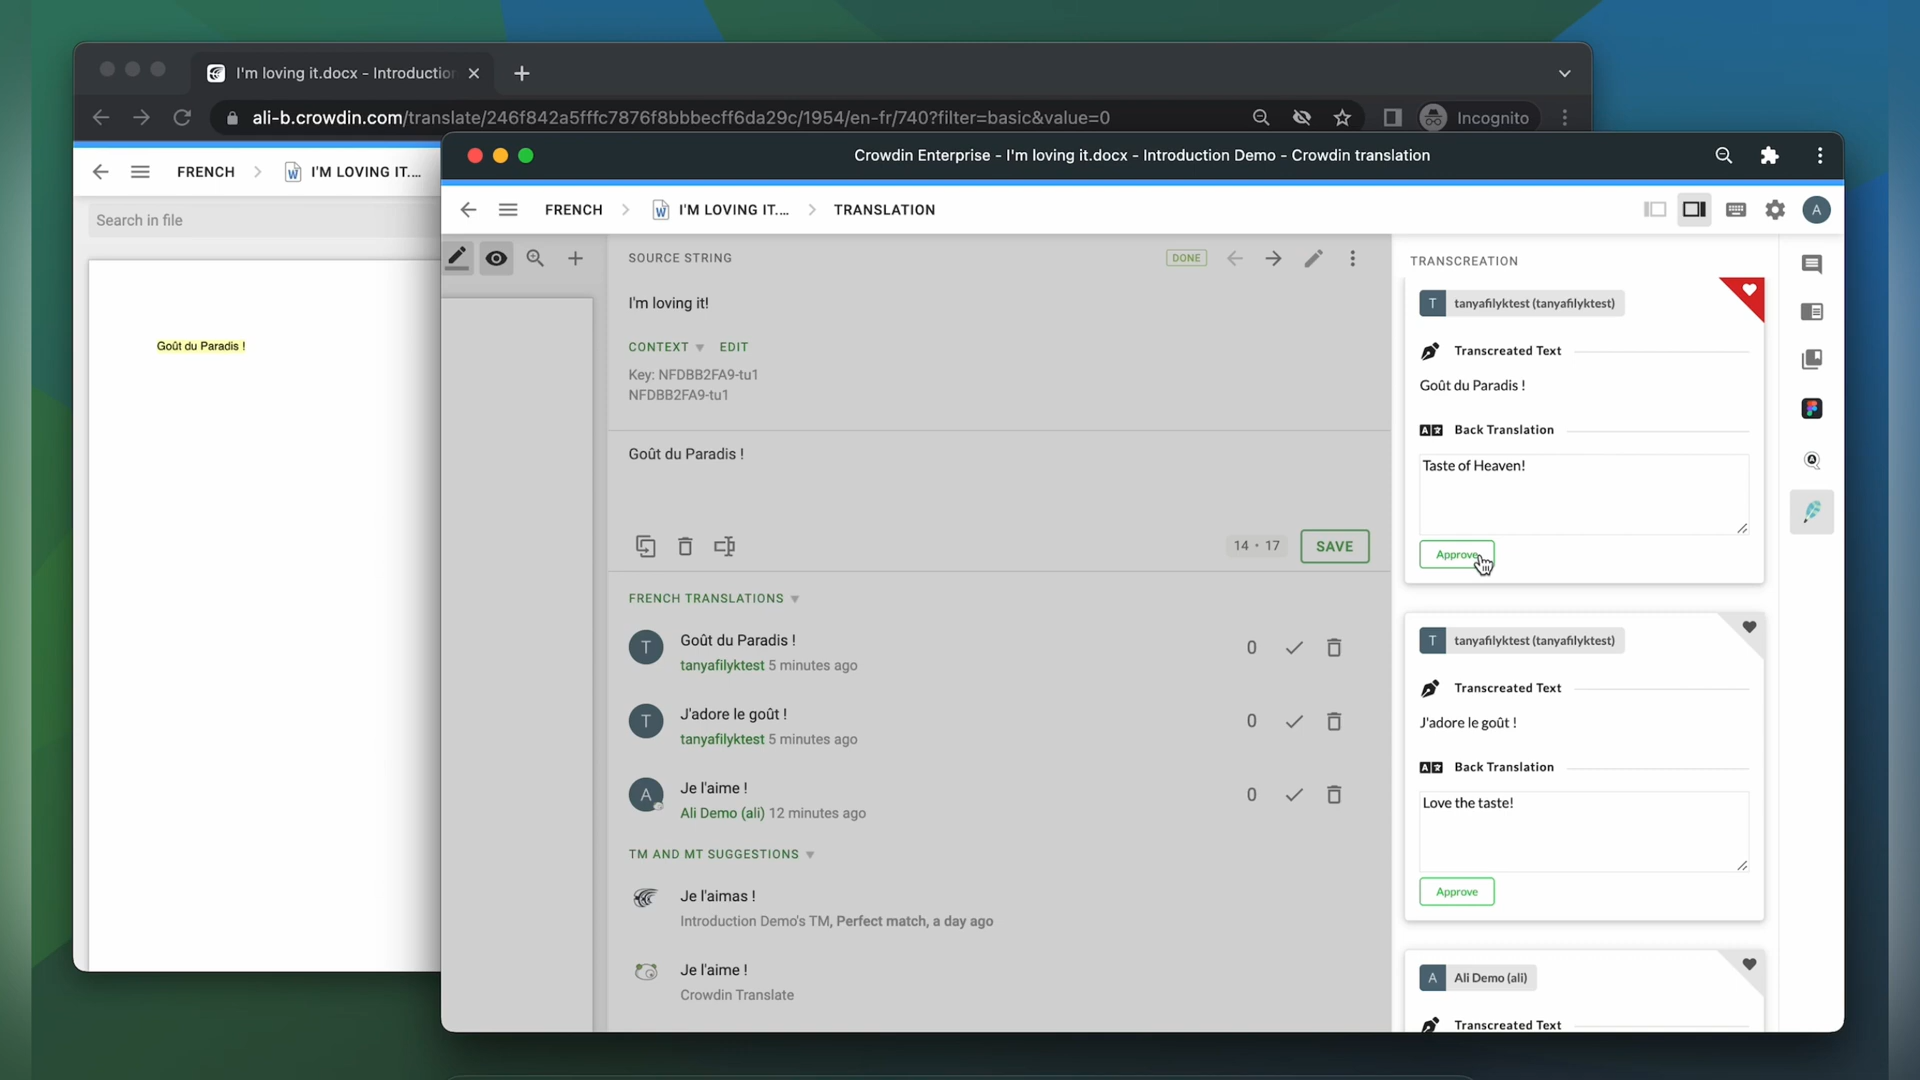 I'm loving it.docx - Introduction
ali-b.crowdin.com/translate/246f842a5fffc7876f8bbbecff6da29c/1954/en-fr/740?filter=basic&value=0
Incognito
FRENCH
I'M LOVING IT....
Search in file
Goût du Paradis !
Crowdin Enterprise - I'm loving it.docx - Introduction Demo - Crowdin translation
FRENCH
I'M LOVING IT....
TRANSLATION
A
SOURCE STRING
DONE
I'm loving it!
CONTEXT
EDIT
Key: NFDBB2FA9-tu1
NFDBB2FA9-tu1
Goût du Paradis !
14 • 17
SAVE
FRENCH TRANSLATIONS
T
Goût du Paradis !
0
tanyafilyktest 5 minutes ago
T
J'adore le goût !
0
tanyafilyktest 5 minutes ago
A
Je l'aime !
0
Ali Demo (ali) 12 minutes ago
TM AND MT SUGGESTIONS
Je l'aimas !
Introduction Demo's TM, Perfect match, a day ago
Je l'aime !
Crowdin Translate
TRANSCREATION
T tanyafilyktest (tanyafilyktest)
Transcreated Text
Goût du Paradis !
Back Translation
Taste of Heaven!
Approve
T tanyafilyktest (tanyafilyktest)
Transcreated Text
J'adore le goût !
Back Translation
Love the taste!
Approve
A Ali Demo (ali)
Transcreated Text